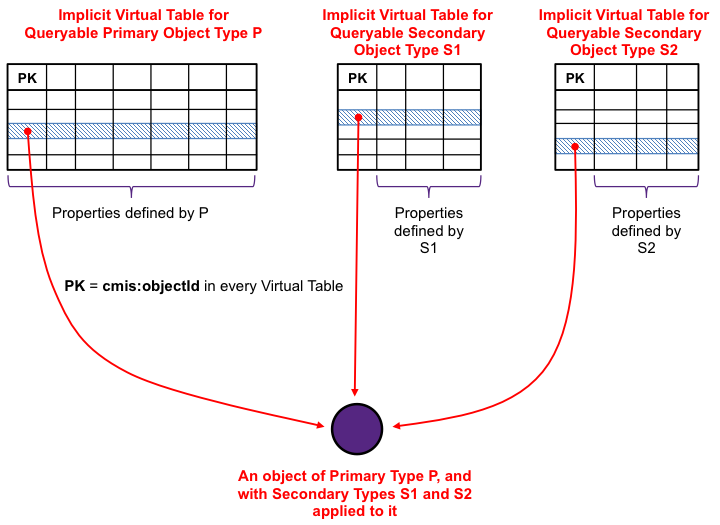 Implicit Virtual Table for
Queryable Primary Object Type P
Implicit Virtual Table for
Queryable Secondary
Object Type S1
Implicit Virtual Table for
Queryable Secondary
Object Type S2
PK
PK
PK
Properties defined by P
Properties
defined by
S1
Properties
defined by
S2
PK = cmis:objectId in every Virtual Table
An object of Primary Type P, and
with Secondary Types S1 and S2
applied to it